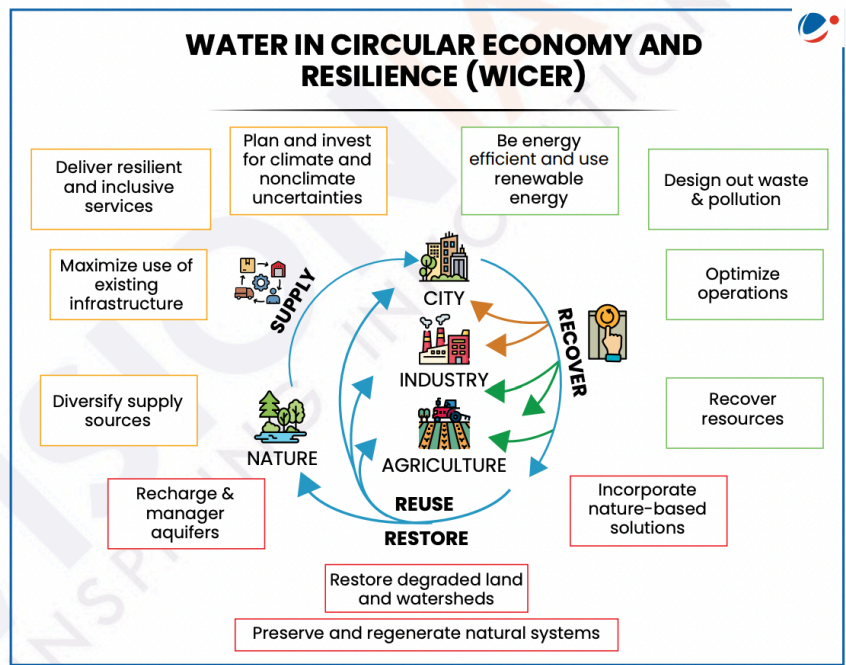 WATER IN CIRCULAR ECONOMY AND
RESILIENCE (WICER)
Deliver resilient
and inclusive
services
Plan and invest
for climate and
nonclimate
uncertainties
Be energy
efficient and use
renewable
energy
Design out waste
& pollution
Maximize use of
existing
infrastructure
SUPPLY
CITY
Optimize
operations
RECOVER
INDUSTRY
Diversify supply
sources
Recover
resources
NATURE
AGRICULTURE
Recharge &
manager
aquifers
REUSE
RESTORE
Incorporate
nature-based
solutions
Restore degraded land
and watersheds
Preserve and regenerate natural systems